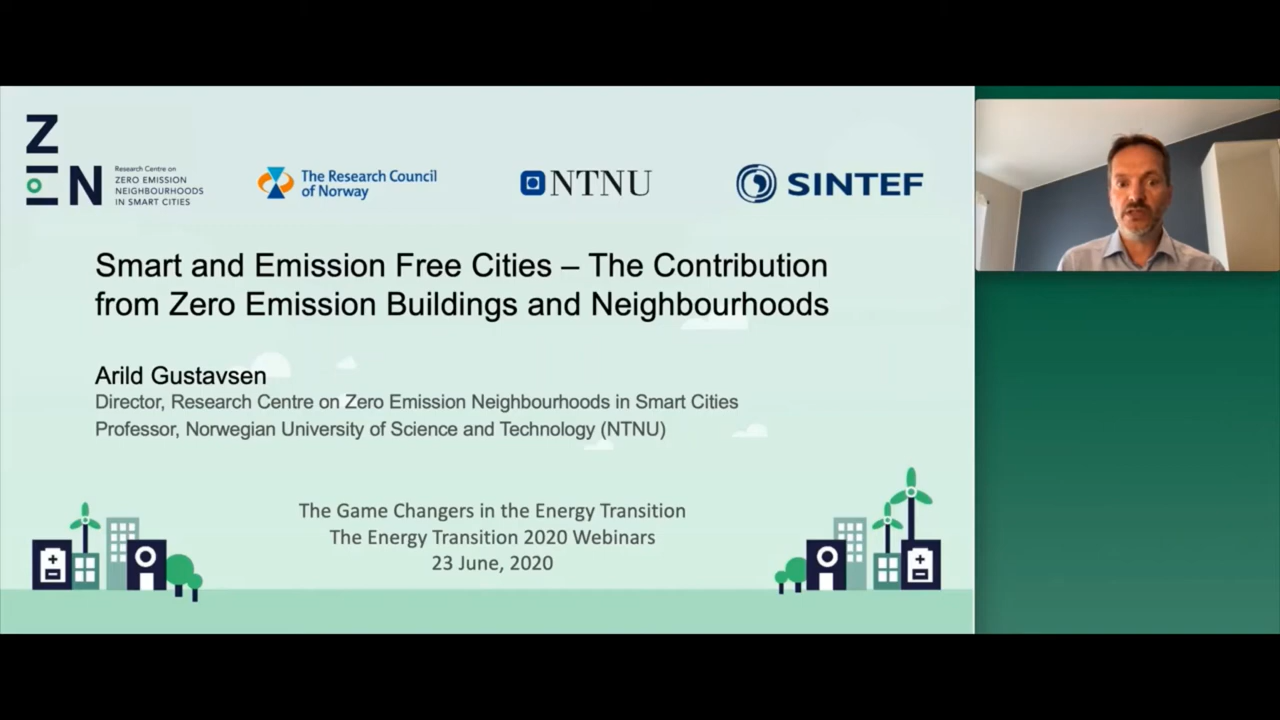 Z
EN
Research Centre on
ZERO EMISSION
NEIGHBOURHOODS
IN SMART CITIES
The Research Council
of Norway
NTNU
SINTEF
Smart and Emission Free Cities – The Contribution
from Zero Emission Buildings and Neighbourhoods
Arild Gustavsen
Director, Research Centre on Zero Emission Neighbourhoods in Smart Cities
Professor, Norwegian University of Science and Technology (NTNU)
The Game Changers in the Energy Transition
The Energy Transition 2020 Webinars
23 June, 2020